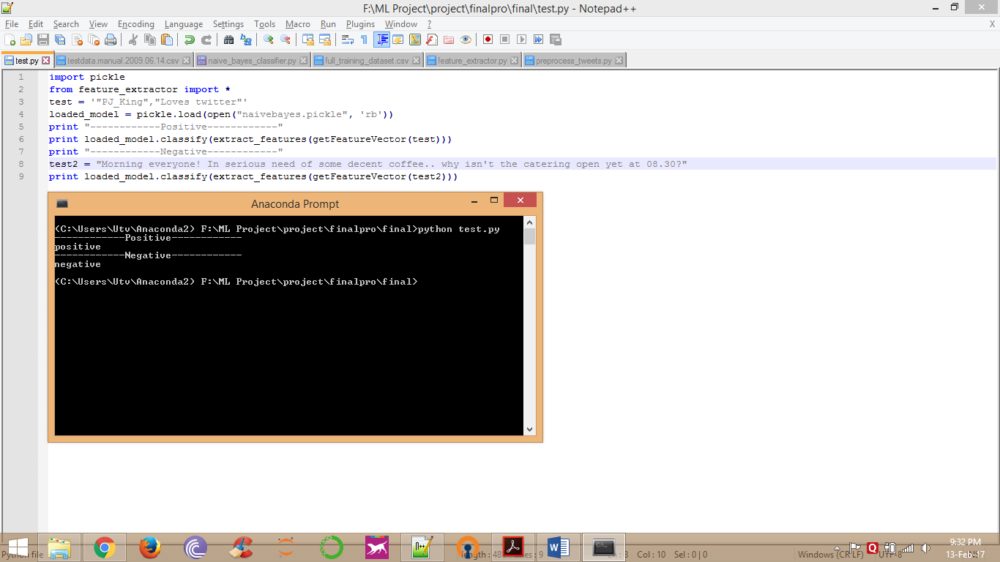 F:\ML Project\project\finalpro\final\test.py - Notepad++
File Edit Search View Encoding Language Settings Tools Macro Run Plugins Window ? X
test.py testdata.manual.2009.06.14.csv naive_bayes_classifier.py full_training_dataset.csv feature_extractor.py preprocess_tweets.py
1 import pickle
2 from feature_extractor import *
3 test = '"PJ_King","Loves twitter"'
4 loaded_model = pickle.load(open("naivebayes.pickle", 'rb'))
5 print "------------Positive------------"
6 print loaded_model.classify(extract_features(getFeatureVector(test)))
7 print "------------Negative------------"
8 test2 = "Morning everyone! In serious need of some decent coffee.. why isn't the catering open yet at 08.30?"
9 print loaded_model.classify(extract_features(getFeatureVector(test2)))
Anaconda Prompt
(C:\Users\Utv\Anaconda2) F:\ML Project\project\finalpro\final>python test.py
------------Positive------------
positive
------------Negative------------
negative
(C:\Users\Utv\Anaconda2) F:\ML Project\project\finalpro\final>
9:32 PM
Python file length : lines : 9 Col : 10 Sel : 0 | 0 Windows (CR LF) UTF-8
13-Feb-17